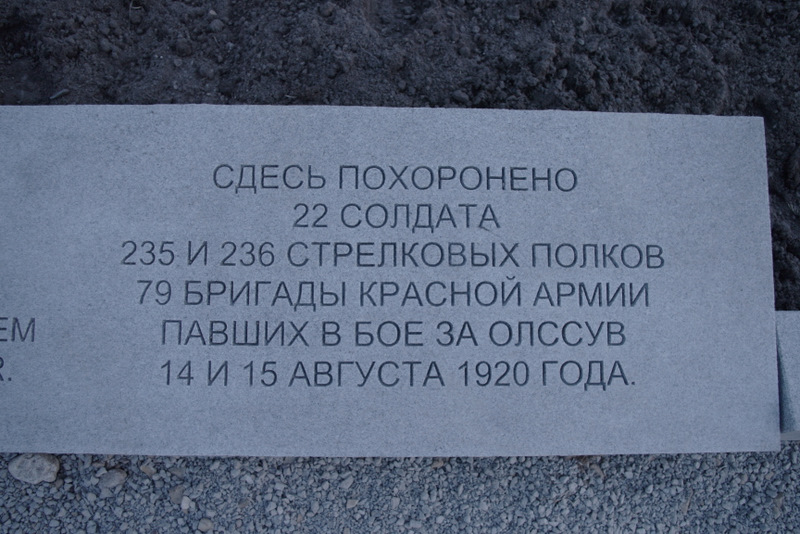 СДЕСЬ ПОХОРОНЕНО
22 СОЛДАТА
235 И 236 СТРЕЛКОВЫХ ПОЛКОВ
79 БРИГАДЫ КРАСНОЙ АРМИИ
ПАВШИХ В БОЕ ЗА ОЛССУВ
14 И 15 АВГУСТА 1920 ГОДА.